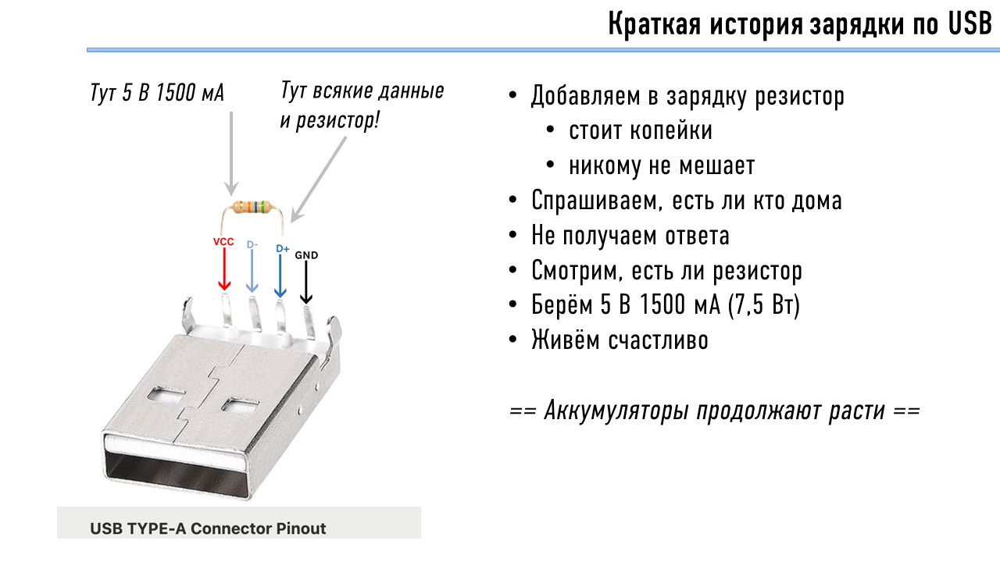 Краткая история зарядки по USB
Тут 5 В 1500 мА
Тут всякие данные
и резистор!
VCC
D-
D+
GND
USB TYPE-A Connector Pinout
• Добавляем в зарядку резистор
• стоит копейки
• никому не мешает
• Спрашиваем, есть ли кто дома
• Не получаем ответа
• Смотрим, есть ли резистор
• Берём 5 В 1500 мА (7,5 Вт)
• Живём счастливо
== Аккумуляторы продолжают расти ==